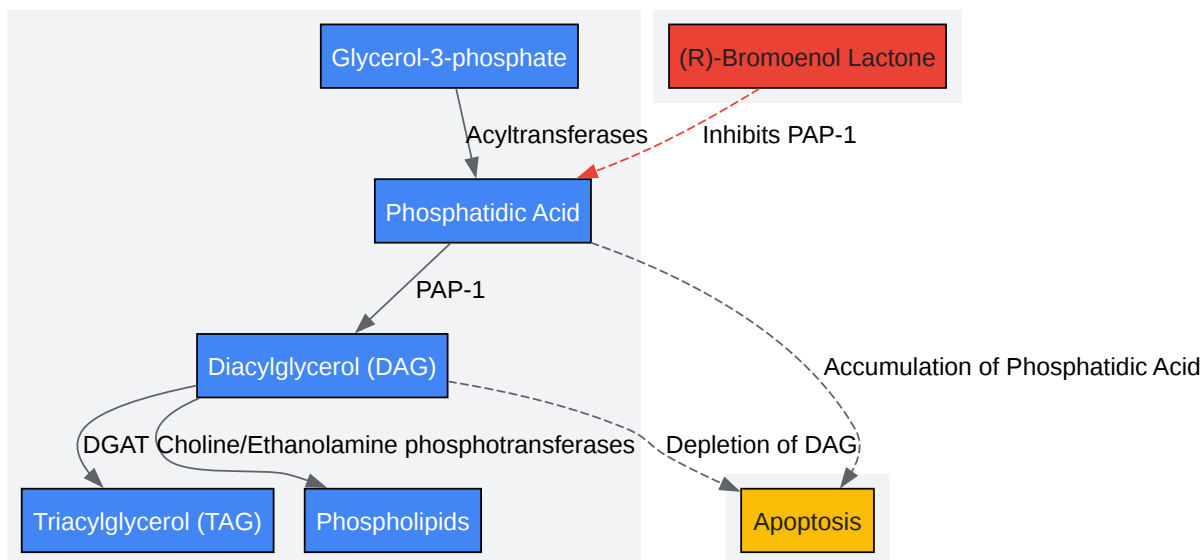 Glycerol-3-phosphate
(R)-Bromoenol Lactone
Acyltransferases
Inhibits PAP-1
Phosphatidic Acid
PAP-1
Diacylglycerol (DAG)
Accumulation of Phosphatidic Acid
DGAT
Choline/Ethanolamine phosphotransferases
Depletion of DAG
Triacylglycerol (TAG)
Phospholipids
Apoptosis